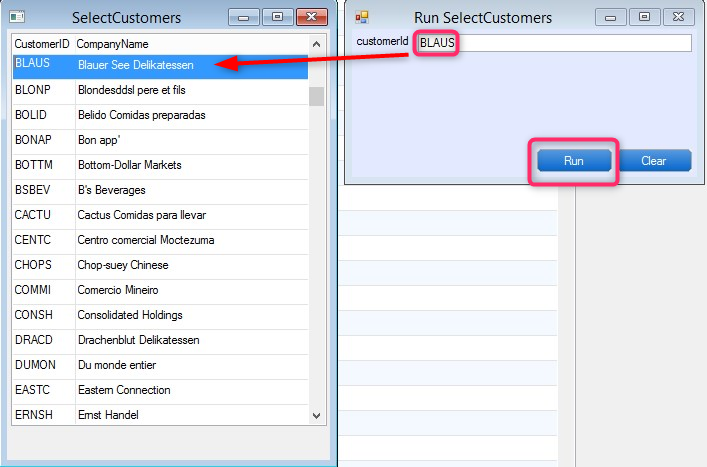 SelectCustomers
CustomerID CompanyName
BLAUS Blauer See Delikatessen
BLONP Blondesddsl pere et fils
BOLID Belido Comidas preparadas
BONAP Bon app'
BOTTM Bottom-Dollar Markets
BSBEV B's Beverages
CACTU Cactus Comidas para llevar
CENTC Centro comercial Moctezuma
CHOPS Chop-suey Chinese
COMMI Comercio Mineiro
CONSH Consolidated Holdings
DRACD Drachenblut Delikatessen
DUMON Du monde entier
EASTC Eastern Connection
ERNSH Ernst Handel
Run SelectCustomers
customerId BLAUS
Run Clear